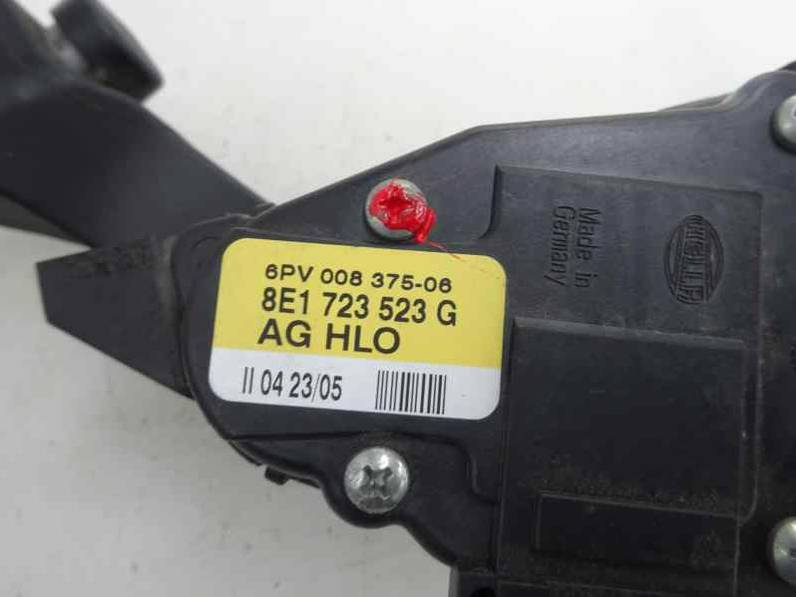 6PV 008 375-06
8E1 723 523 G
AG HLO
II 04 23/05
Made in
Germany
HELLA